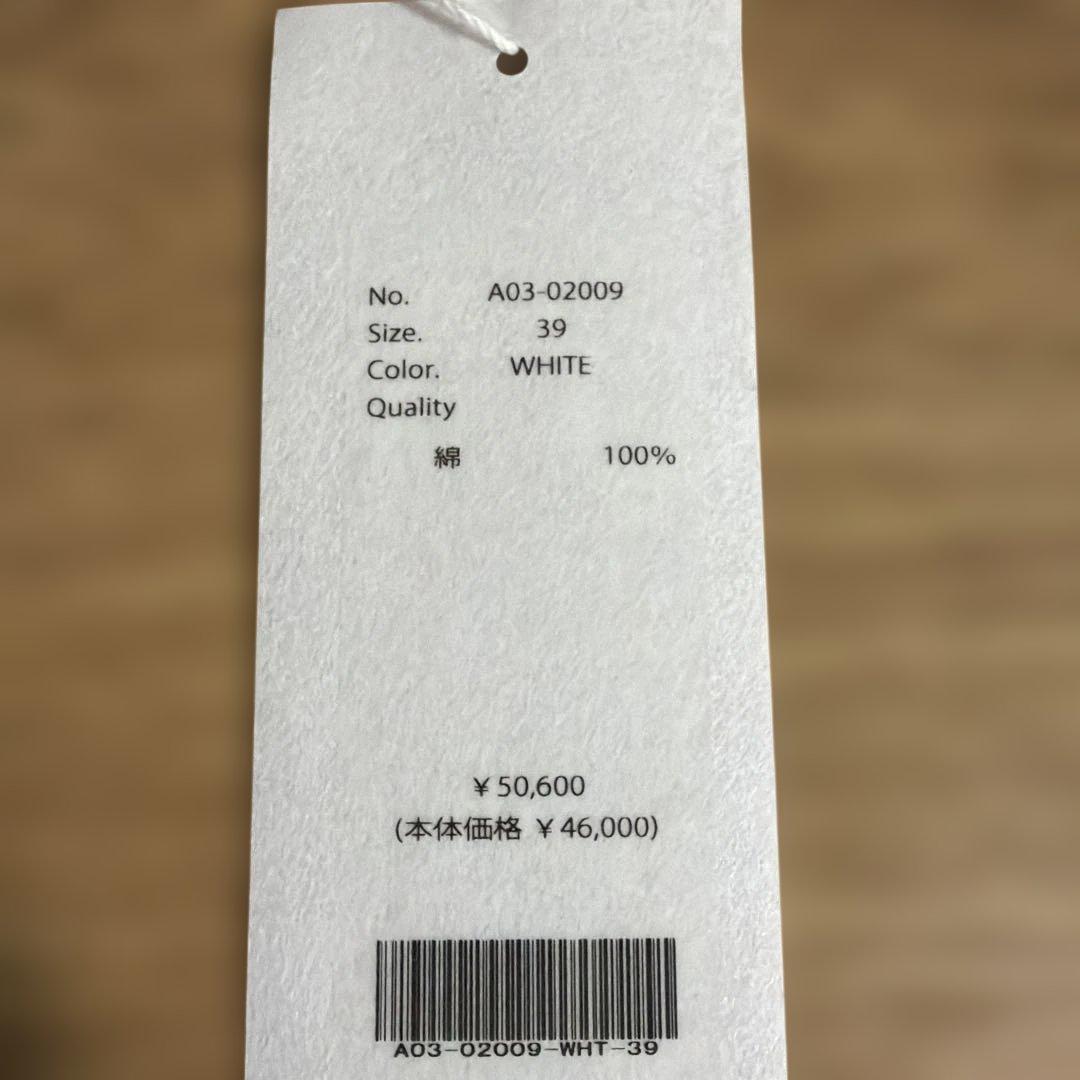 No. A03-02009
Size. 39
Color. WHITE
Quality
綿 100%
¥50,600
(本体価格 ¥46,000)
A03-02009-WHT-39